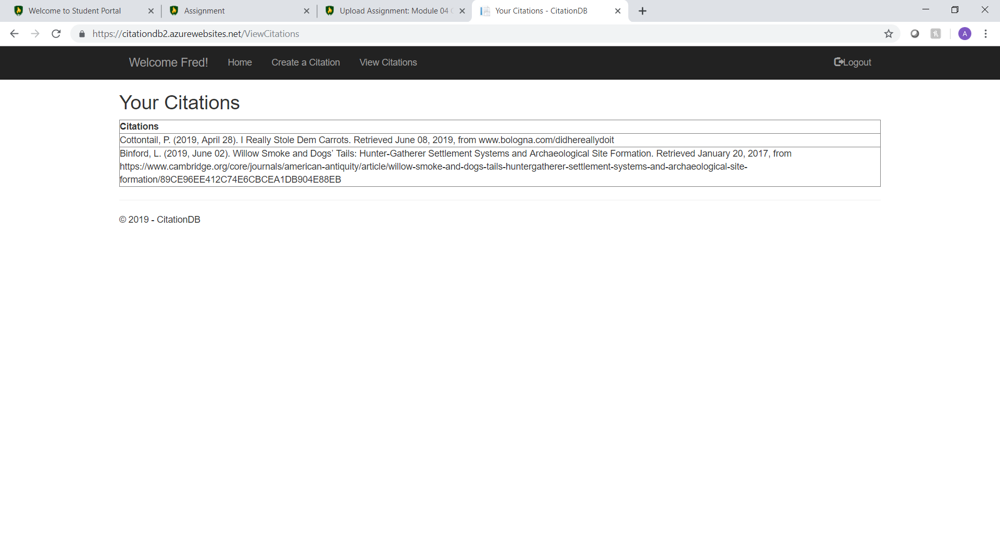 Welcome to Student Portal
Assignment
Upload Assignment: Module 04
Your Citations - CitationDB
https://citationdb2.azurewebsites.net/ViewCitations
A
Welcome Fred!
Home
Create a Citation
View Citations
Logout
Your Citations
Citations
Cottontail, P. (2019, April 28). I Really Stole Dem Carrots. Retrieved June 08, 2019, from www.bologna.com/didhereallydoit
Binford, L. (2019, June 02). Willow Smoke and Dogs’ Tails: Hunter-Gatherer Settlement Systems and Archaeological Site Formation. Retrieved January 20, 2017, from
https://www.cambridge.org/core/journals/american-antiquity/article/willow-smoke-and-dogs-tails-huntergatherer-settlement-systems-and-archaeological-site-
formation/89CE96EE412C74E6CBCEA1DB904E88EB
© 2019 - CitationDB